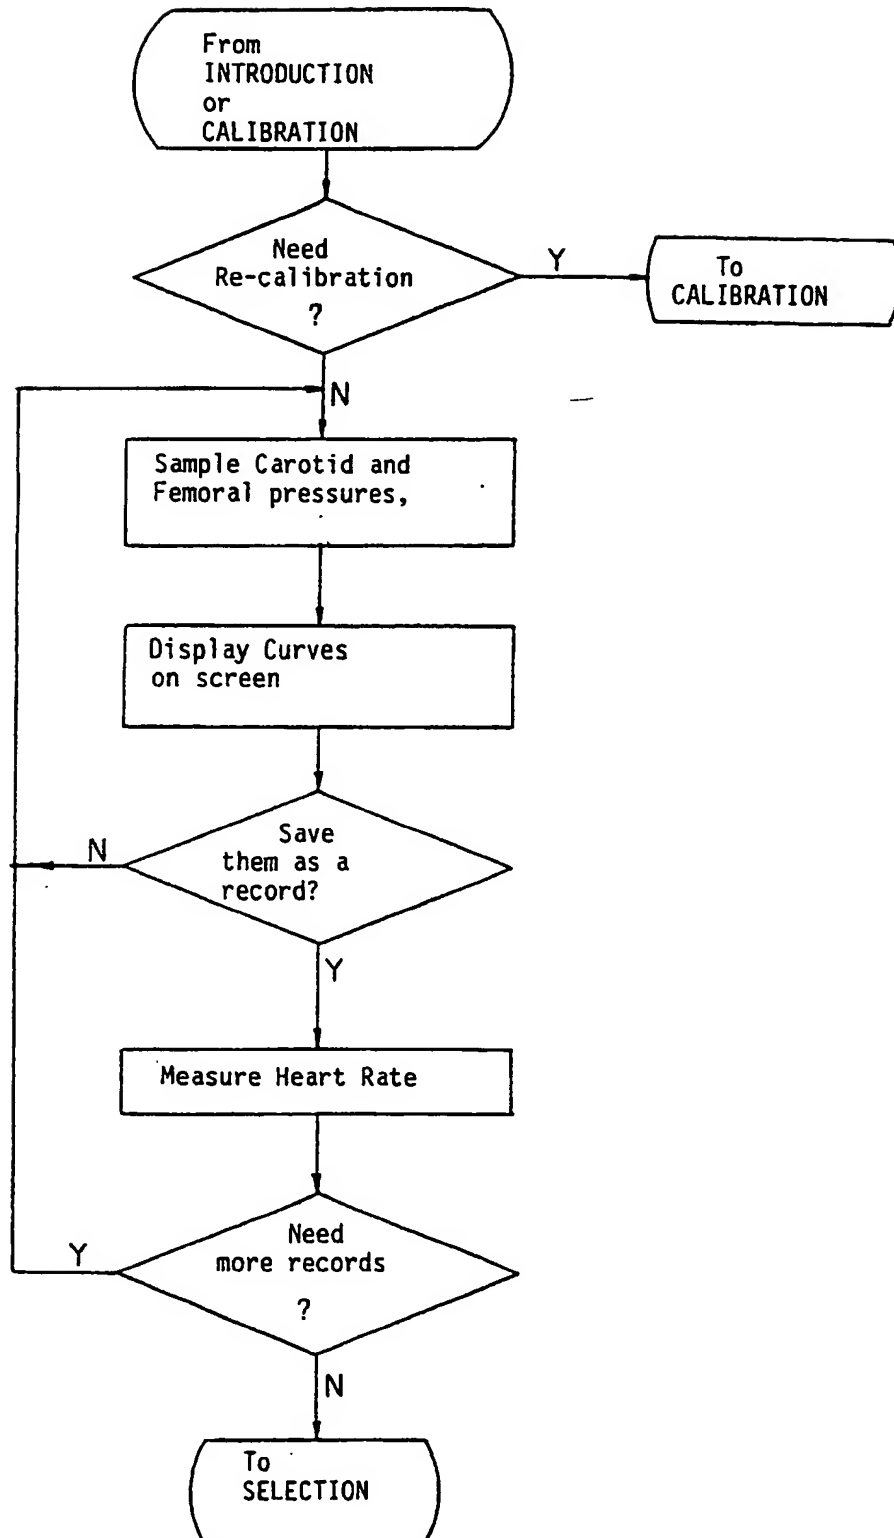 From
INTRODUCTION
or
CALIBRATION
Need
Re-calibration
?
Y
To
CALIBRATION
N
Sample Carotid and
Femoral pressures,
Display Curves
on screen
Save
them as a
record?
N
Y
Measure Heart Rate
Need
more records
?
Y
N
To
SELECTION